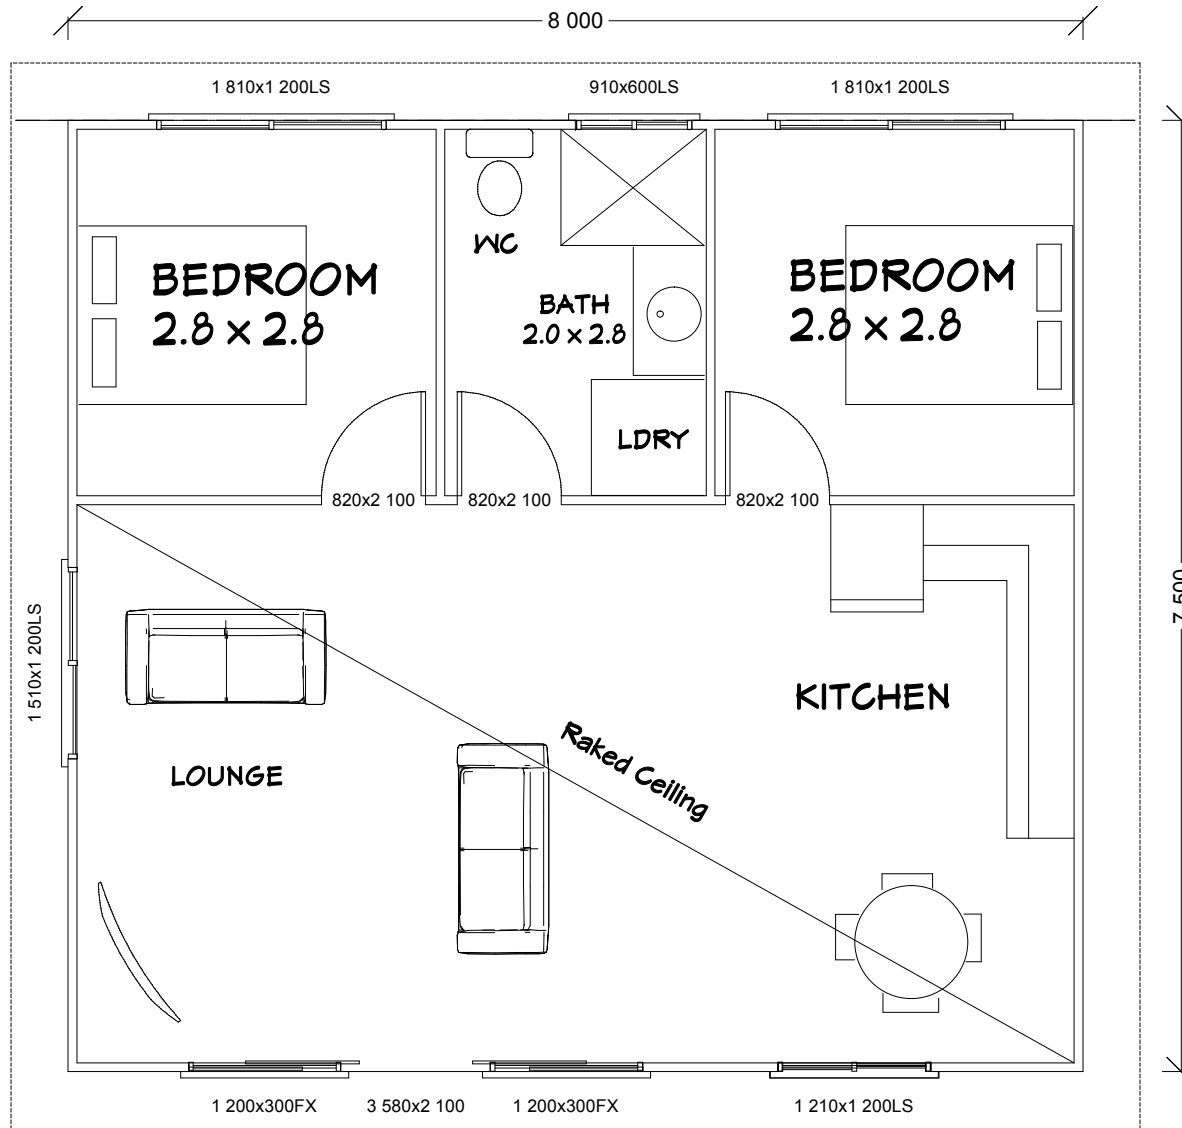 8 000
1 810x1 200LS
910x600LS
1 810x1 200LS
WC
BEDROOM
2.8 x 2.8
BATH
2.0 x 2.8
BEDROOM
2.8 x 2.8
LDRY
820x2 100
820x2 100
820x2 100
7 500
1 510x1 200LS
KITCHEN
Raked Ceiling
LOUNGE
1 200x300FX
3 580x2 100
1 200x300FX
1 210x1 200LS